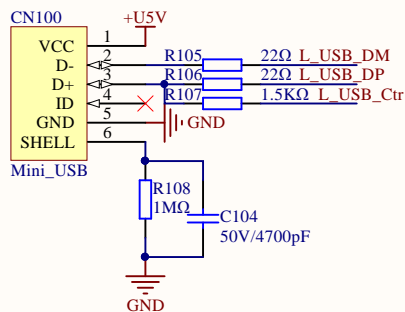 CN100
+U5V
VCC 1
D- 2 R105 22Ω L_USB_DM
D+ 3 R106 22Ω L_USB_DP
ID 4 R107 1.5KΩ L_USB_Ctr
GND 5 GND
SHELL 6
Mini_USB
R108
1MΩ
C104
50V/4700pF
GND